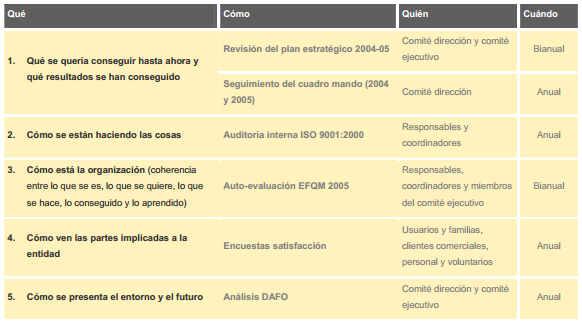 Qué Cómo Quién Cuándo
1. Qué se quería conseguir hasta ahora y
qué resultados se han conseguido
Revisión del plan estratégico 2004-05
Comité dirección y comité
ejecutivo
Bianual
Seguimiento del cuadro mando (2004
y 2005)
Comité dirección
Anual
2. Cómo se están haciendo las cosas
Auditoría interna ISO 9001:2000
Responsables y
coordinadores
Anual
3. Cómo está la organización (coherencia
entre lo que se es, lo que se quiere, lo que
se hace, lo conseguido y lo aprendido)
Auto-evaluación EFQM 2005
Responsables,
coordinadores y miembros
del comité ejecutivo
Bianual
4. Cómo ven las partes implicadas a la
entidad
Encuestas satisfacción
Usuarios y familias,
clientes comerciales,
personal y voluntarios
Anual
5. Cómo se presenta el entorno y el futuro
Análisis DAFO
Comité dirección y comité
ejecutivo
Anual